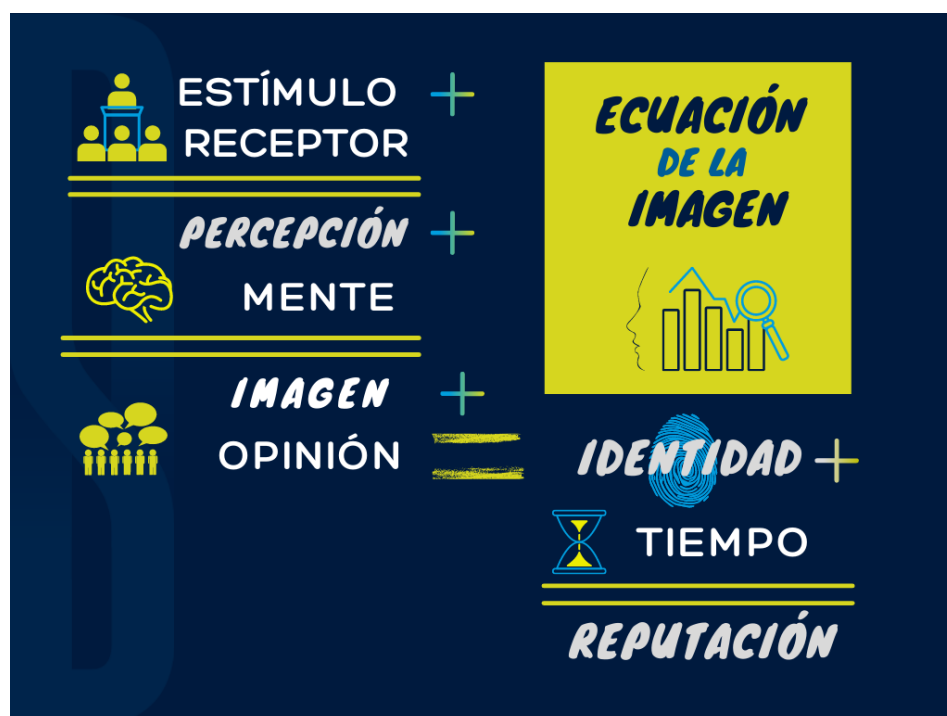 ESTÍMULO +
RECEPTOR
PERCEPCIÓN +
MENTE
IMAGEN +
OPINIÓN =
ECUACIÓN
DE LA
IMAGEN
IDENTIDAD +
TIEMPO
REPUTACIÓN